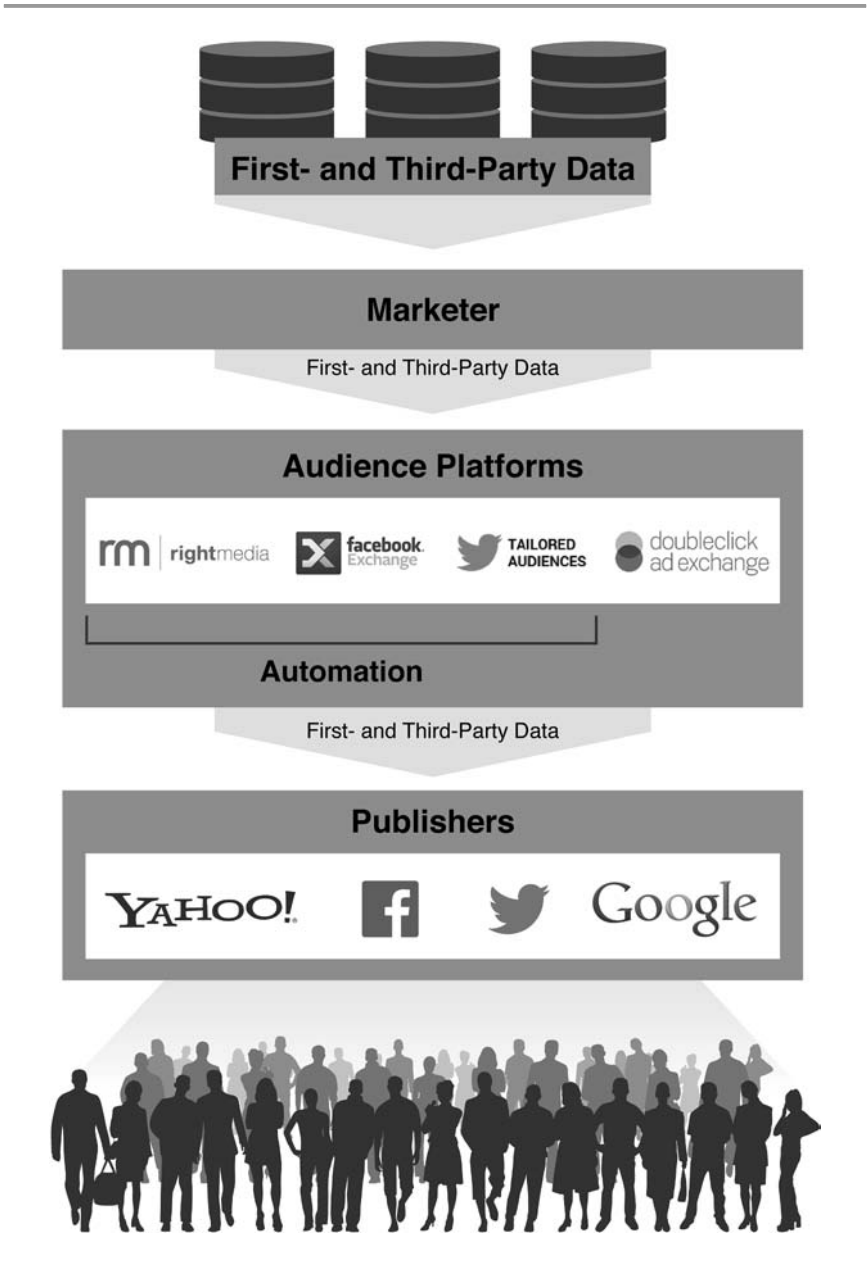 First- and Third-Party Data
Marketer
First- and Third-Party Data
Audience Platforms
rm rightmedia
facebook.
Exchange
TAILORED
AUDIENCES
doubleclick
ad exchange
Automation
First- and Third-Party Data
Publishers
YAHOO!
f
Google